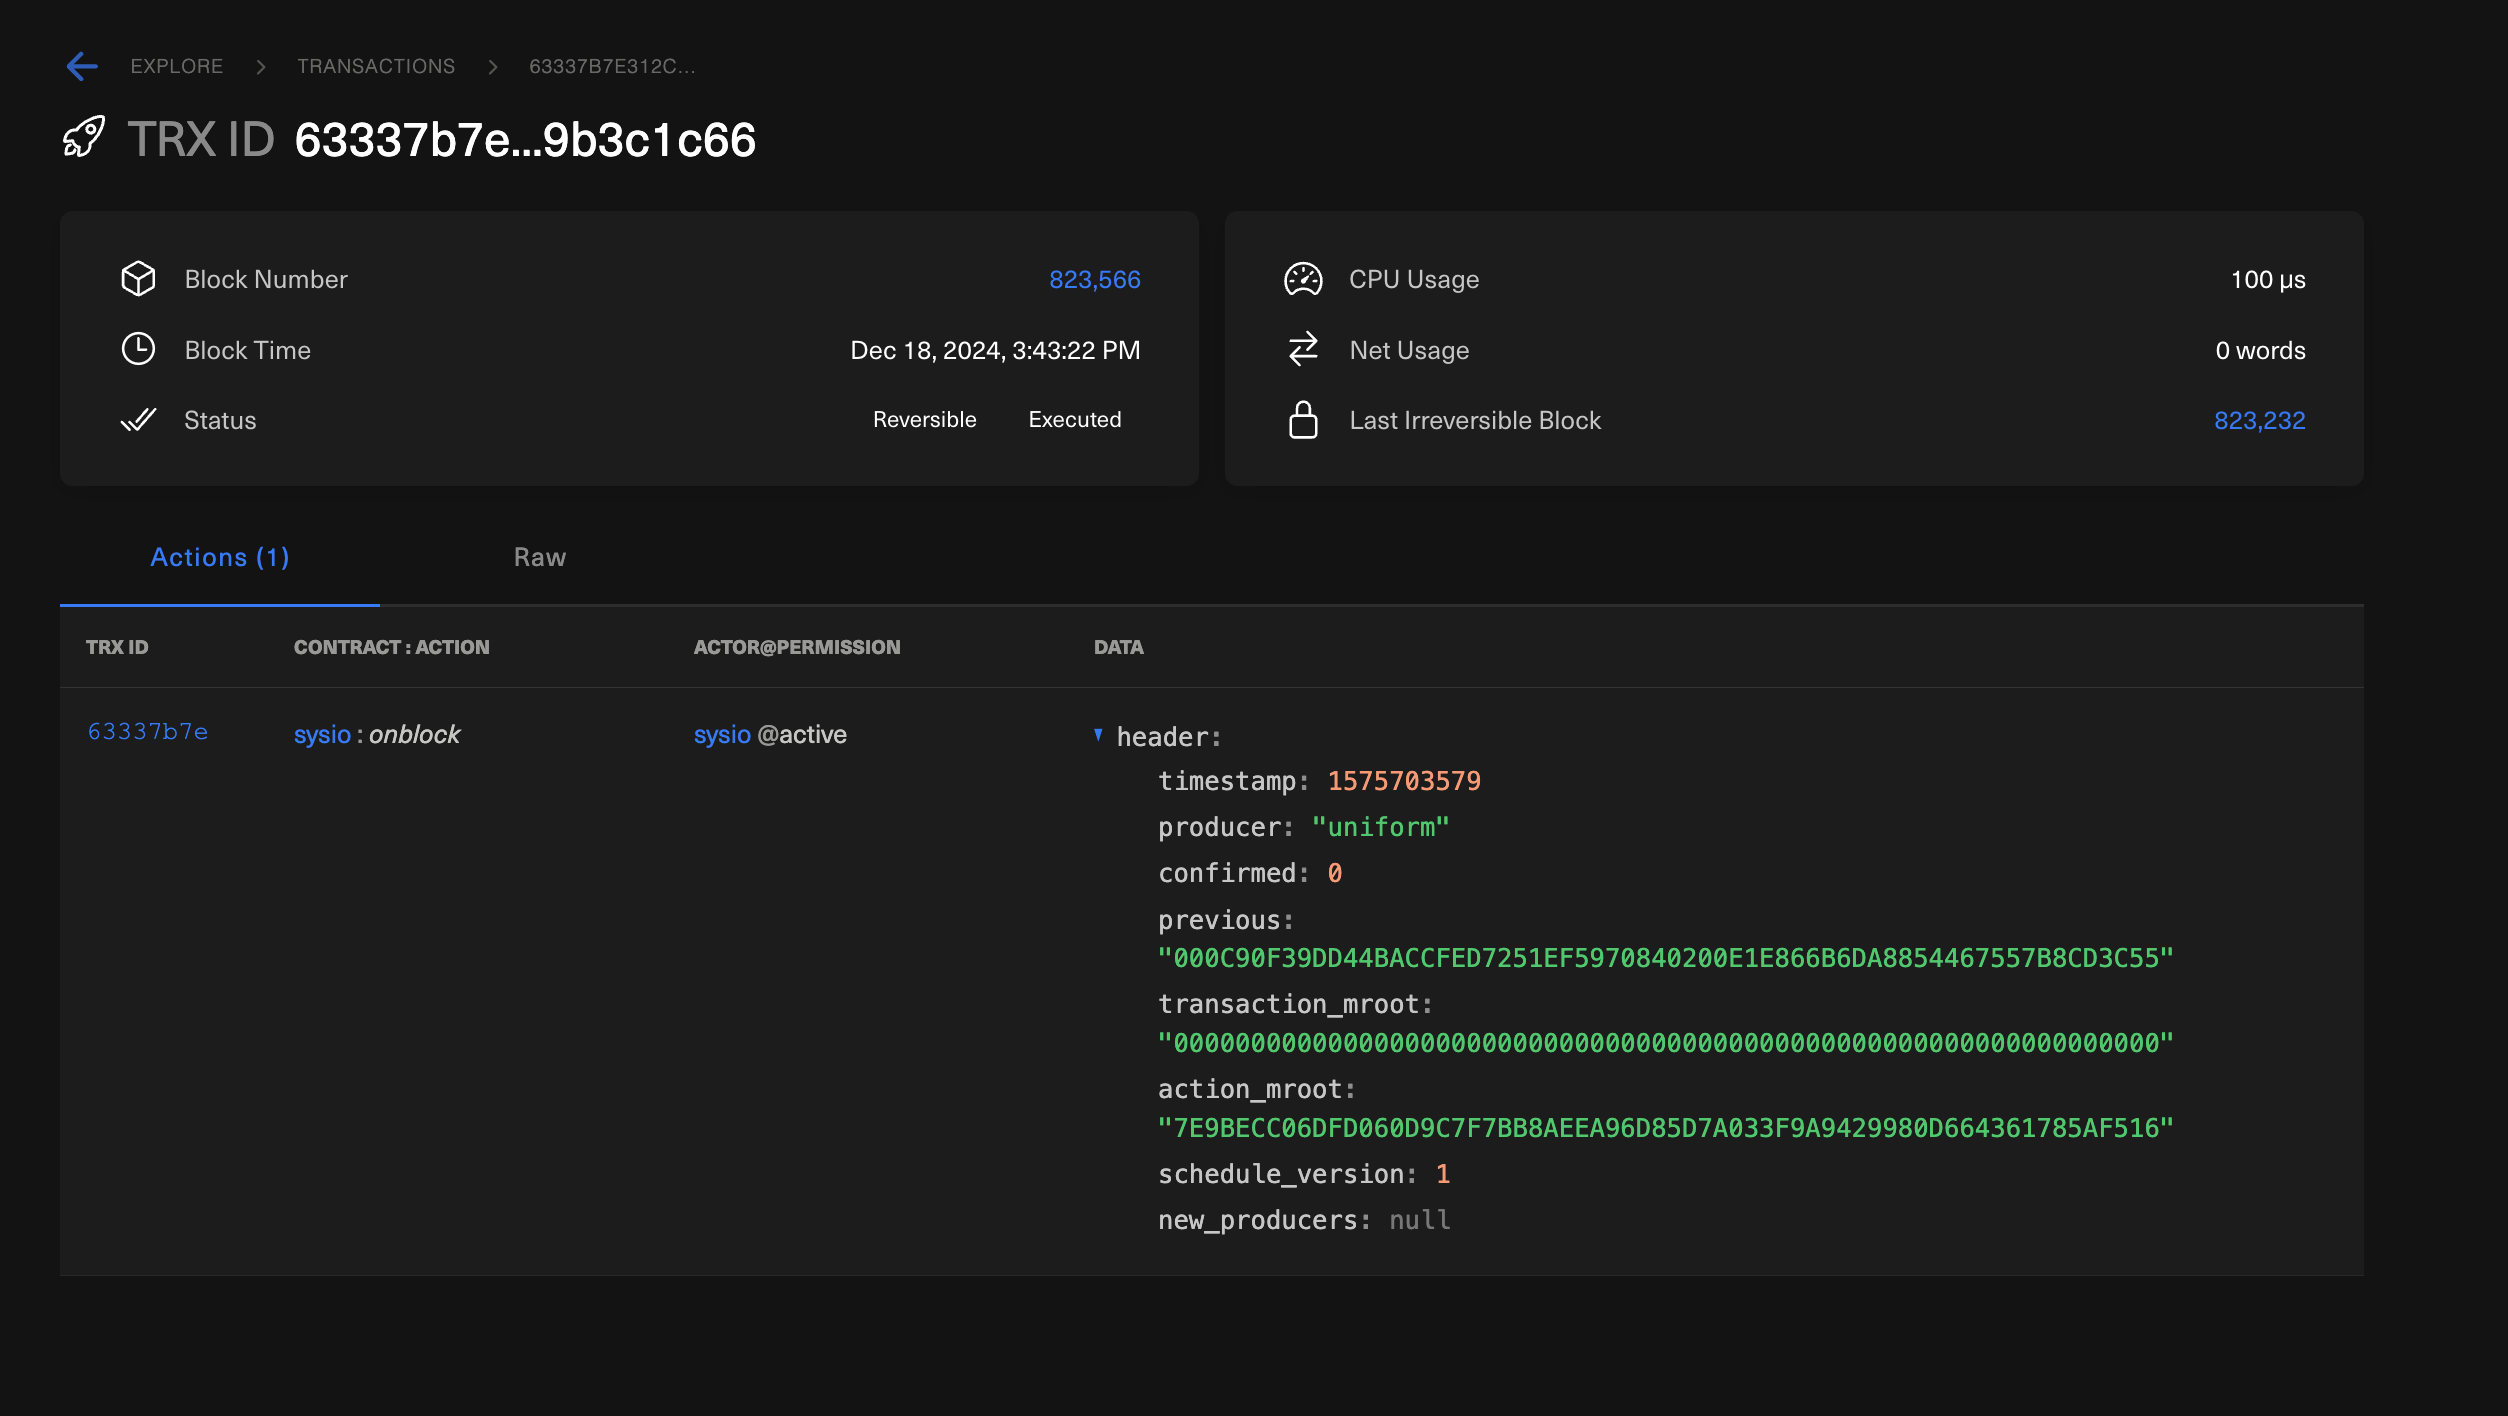 EXPLORE > TRANSACTIONS > 63337B7E312C...
TRX ID 63337b7e...9b3c1c66
Block Number 823,566
Block Time Dec 18, 2024, 3:43:22 PM
Status Reversible Executed
CPU Usage 100 µs
Net Usage 0 words
Last Irreversible Block 823,232
Actions (1) Raw
TRX ID CONTRACT : ACTION ACTOR@PERMISSION DATA
63337b7e sysio : onblock sysio @active header:
timestamp: 1575703579
producer: "uniform"
confirmed: 0
previous:
"000C90F39DD44BACCFED7251EF5970840200E1E866B6DA8854467557B8CD3C55"
transaction_mroot:
"0000000000000000000000000000000000000000000000000000000000000000"
action_mroot:
"7E9BECC06DFD060D9C7F7BB8AEEA96D85D7A033F9A9429980D664361785AF516"
schedule_version: 1
new_producers: null